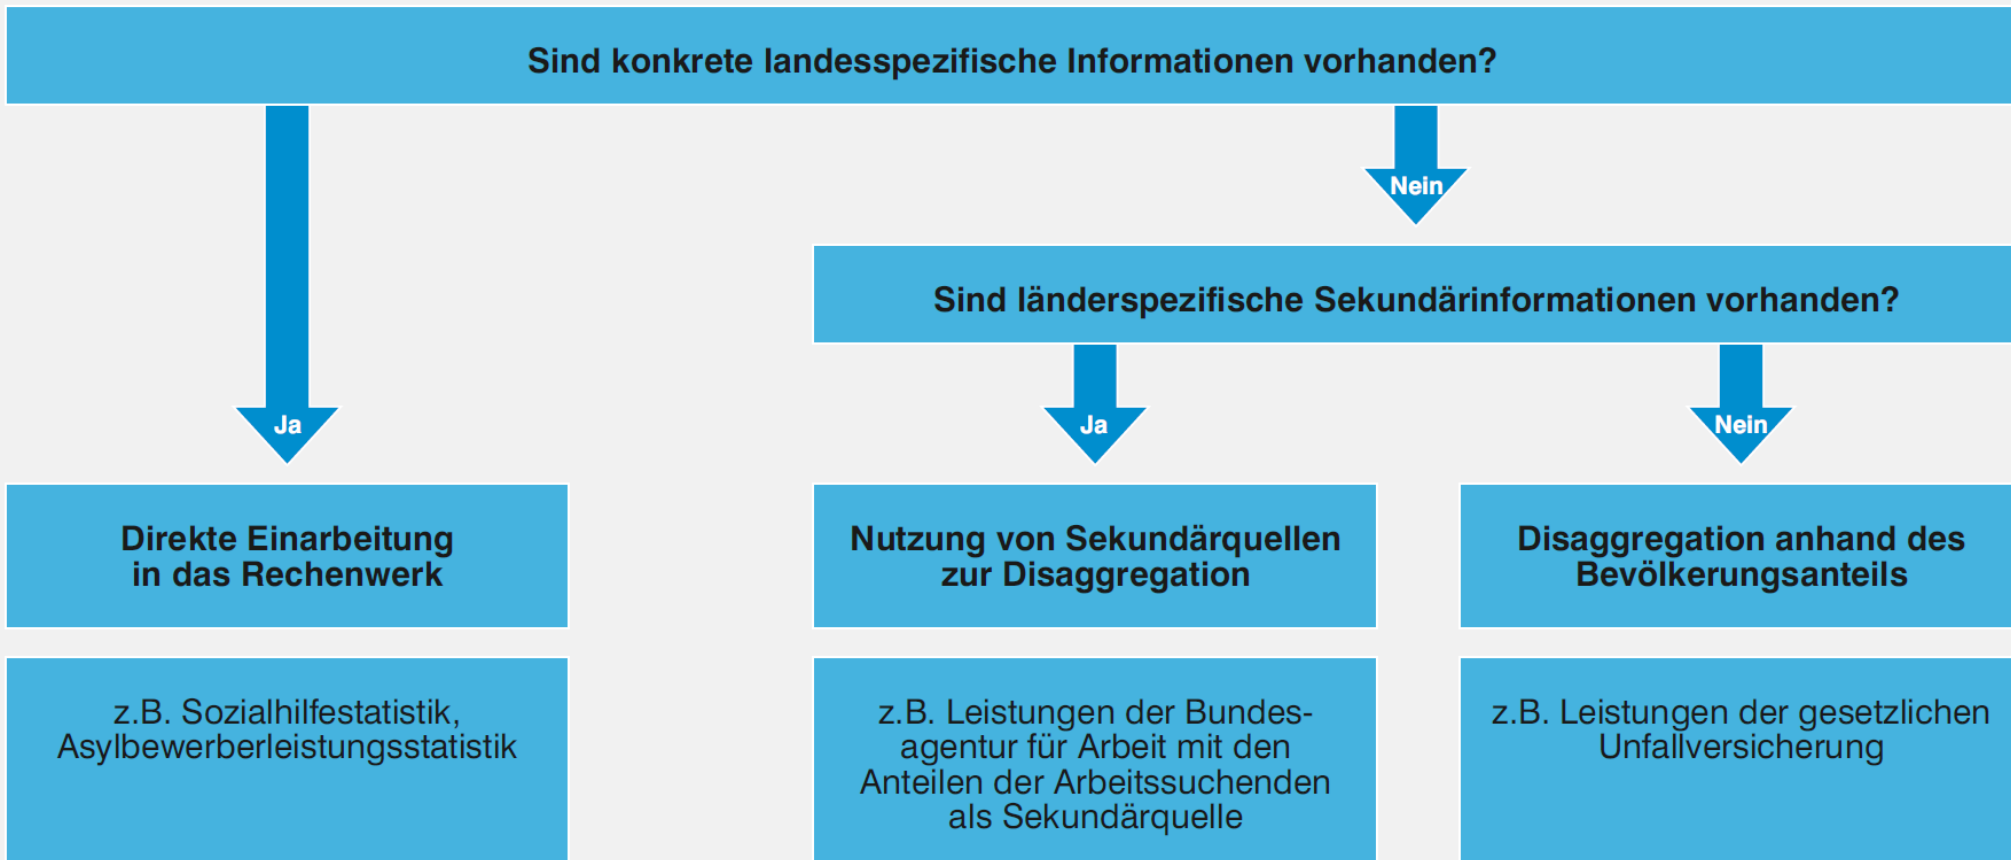 Sind konkrete landesspezifische Informationen vorhanden?
Nein
Sind länderspezifische Sekundärinformationen vorhanden?
Ja
Ja
Nein
Direkte Einarbeitung
in das Rechenwerk
Nutzung von Sekundärquellen
zur Disaggregation
Disaggregation anhand des
Bevölkerungsanteils
z.B. Sozialhilfestatistik,
Asylbewerberleistungsstatistik
z.B. Leistungen der Bundes-
agentur für Arbeit mit den
Anteilen der Arbeitssuchenden
als Sekundärquelle
z.B. Leistungen der gesetzlichen
Unfallversicherung